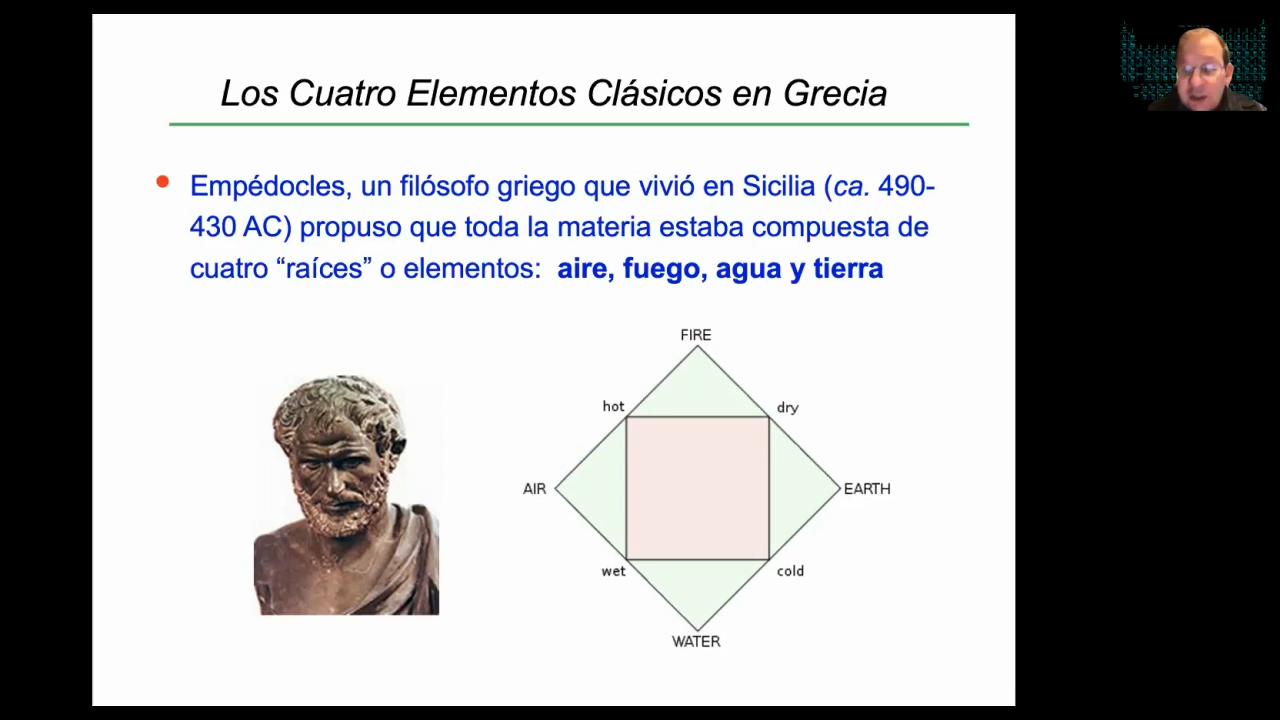 Los Cuatro Elementos Clásicos en Grecia
Empédocles, un filósofo griego que vivió en Sicilia (ca. 490-
430 AC) propuso que toda la materia estaba compuesta de
cuatro “raíces” o elementos:  aire, fuego, agua y tierra
FIRE
hot
dry
AIR
EARTH
wet
cold
WATER